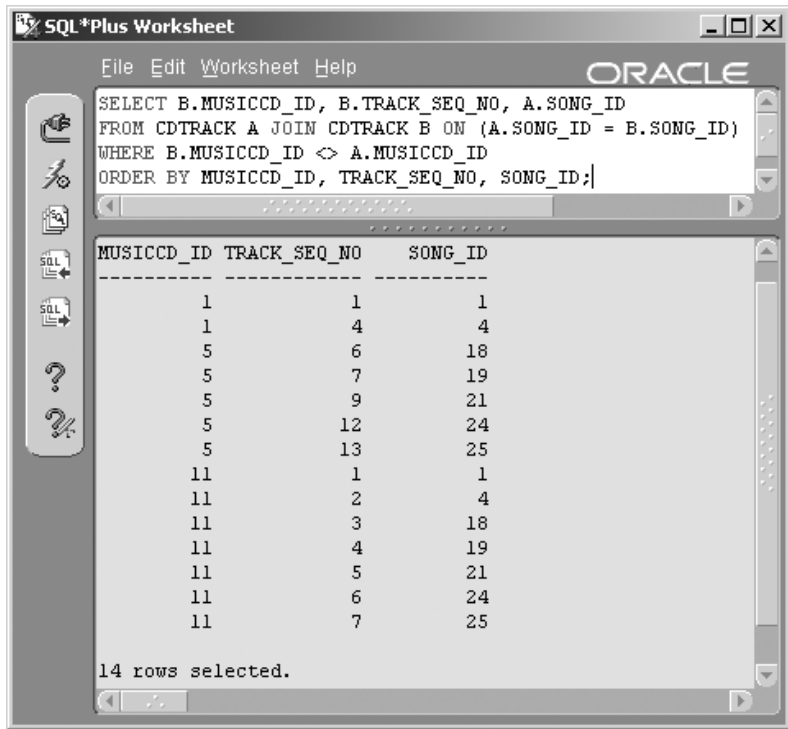 SQL*Plus Worksheet
File Edit Worksheet Help
ORACLE
SELECT B.MUSICCD_ID, B.TRACK_SEQ_NO, A.SONG_ID
FROM CDTRACK A JOIN CDTRACK B ON (A.SONG_ID = B.SONG_ID)
WHERE B.MUSICCD_ID <> A.MUSICCD_ID
ORDER BY MUSICCD_ID, TRACK_SEQ_NO, SONG_ID;
MUSICCD_ID TRACK_SEQ_NO    SONG_ID
---------- ------------ ----------
         1            1          1
         1            4          4
         5            6         18
         5            7         19
         5            9         21
         5           12         24
         5           13         25
        11            1          1
        11            2          4
        11            3         18
        11            4         19
        11            5         21
        11            6         24
        11            7         25
14 rows selected.
SQL
SQL